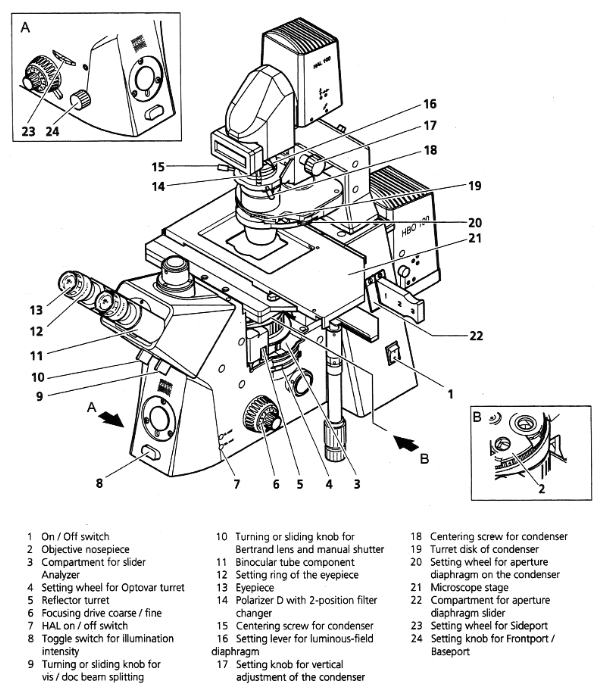 A
HAL 100
23 24
16
17
15
18
14
19
20
HBO 100
21
13
12
1 2 2
22
11
10
1
9
A
B
B
8 7 6 5 4 3
2
1 On / Off switch
2 Objective nosepiece
3 Compartment for slider
Analyzer
4 Setting wheel for Optovar turret
5 Reflector turret
6 Focusing drive coarse / fine
7 HAL on / off switch
8 Toggle switch for illumination
intensity
9 Turning or sliding knob for
vis / doc beam splitting
10 Turning or sliding knob for
Bertrand lens and manual shutter
11 Binocular tube component
12 Setting ring of the eyepiece
13 Eyepiece
14 Polarizer D with 2-position filter
changer
15 Centering screw for condenser
16 Setting lever for luminous-field
diaphragm
17 Setting knob for vertical
adjustment of the condenser
18 Centering screw for condenser
19 Turret disk of condenser
20 Setting wheel for aperture
diaphragm on the condenser
21 Microscope stage
22 Compartment for aperture
diaphragm slider
23 Setting wheel for Sideport
24 Setting knob for Frontport /
Baseport